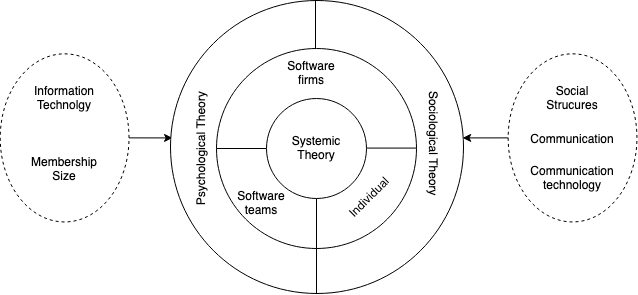 Information
Technolgy
Membership
Size
Psychological Theory
Software
firms
Systemic
Theory
Software
teams
Individual
Sociological Theory
Social
Strucures
Communication
Communication
technology